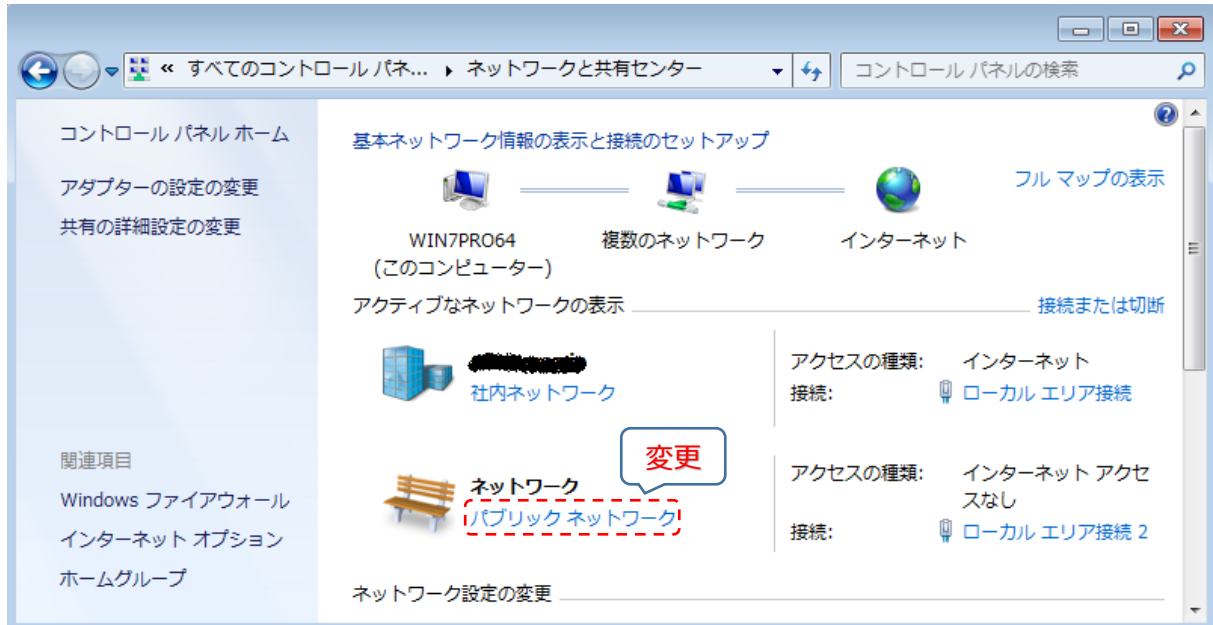 « すべてのコントロール パネ... ▸ ネットワークと共有センター
コントロール パネルの検索
コントロール パネル ホーム
アダプターの設定の変更
共有の詳細設定の変更
関連項目
Windows ファイアウォール
インターネット オプション
ホームグループ
基本ネットワーク情報の表示と接続のセットアップ
フル マップの表示
WIN7PRO64
(このコンピューター)
複数のネットワーク
インターネット
アクティブなネットワークの表示
接続または切断
社内ネットワーク
アクセスの種類: インターネット
接続: ローカル エリア接続
変更
ネットワーク
パブリック ネットワーク
アクセスの種類: インターネット アクセ
スなし
接続: ローカル エリア接続 2
ネットワーク設定の変更